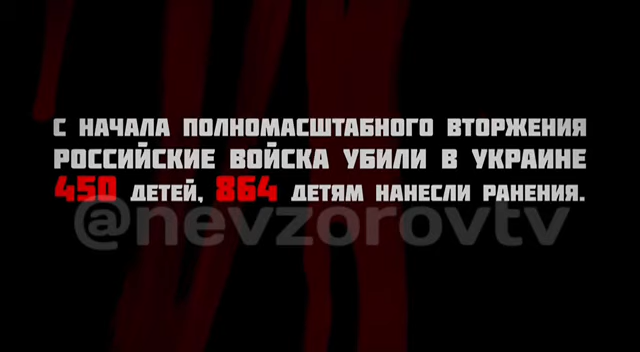 С НАЧАЛА ПОЛНОМАСШТАБНОГО ВТОРЖЕНИЯ
РОССИЙСКИЕ ВОЙСКА УБИЛИ В УКРАИНЕ
450 ДЕТЕЙ, 864 ДЕТЯМ НАНЕСЛИ РАНЕНИЯ.
@nevzorovtv